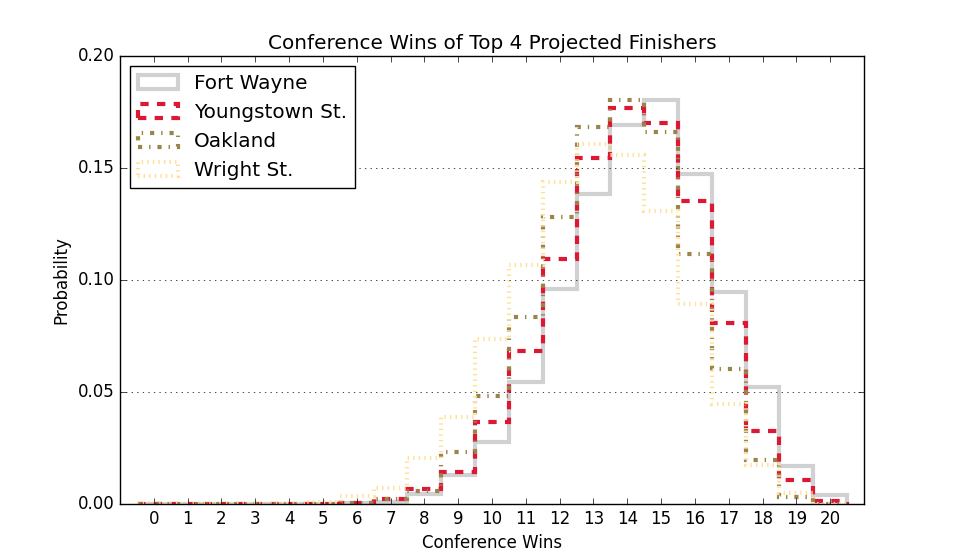 Conference Wins of Top 4 Projected Finishers
0.20
0.15
0.10
0.05
0.00
Probability
Fort Wayne
Youngstown St.
Oakland
Wright St.
0 1 2 3 4 5 6 7 8 9 10 11 12 13 14 15 16 17 18 19 20
Conference Wins